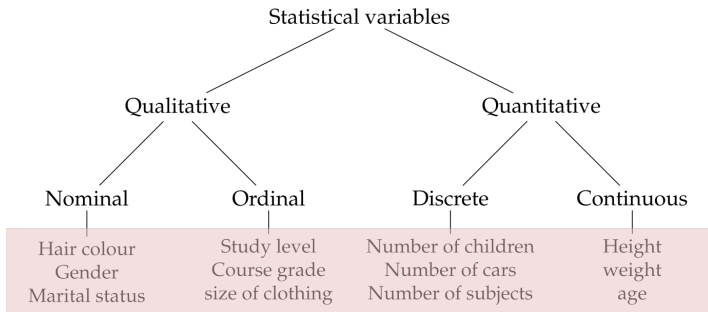 Statistical variables
Qualitative
Quantitative
Nominal
Ordinal
Discrete
Continuous
Hair colour
Gender
Marital status
Study level
Course grade
size of clothing
Number of children
Number of cars
Number of subjects
Height
weight
age